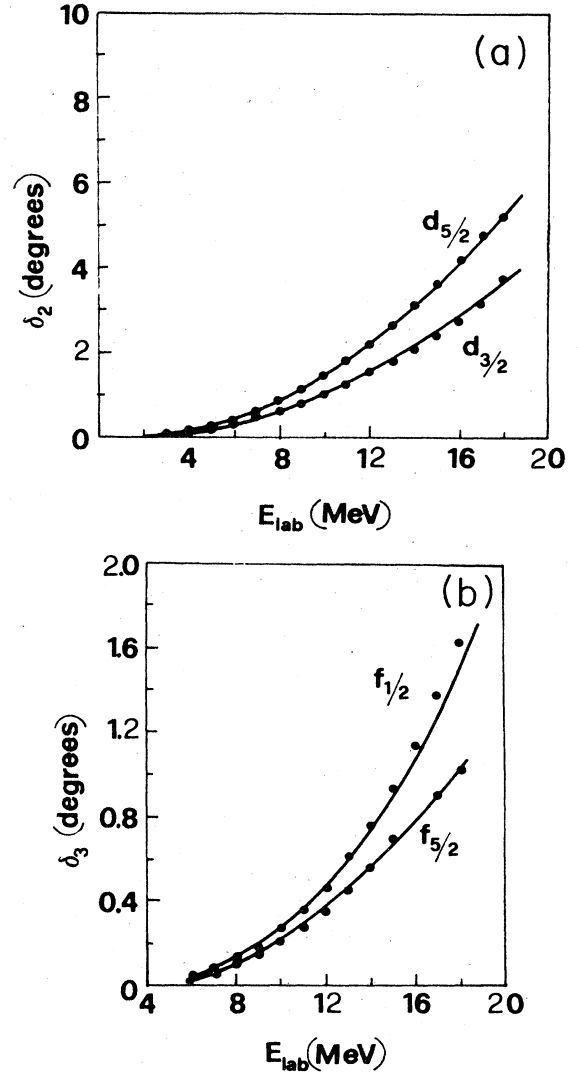 (a)
10
8
6
4
2
0
δ2 (degrees)
d5/2
d3/2
4 8 12 16 20
Elab (MeV)
(b)
2.0
1.6
1.2
0.8
0.4
0
δ3 (degrees)
f1/2
f5/2
4 8 12 16 20
Elab (MeV)